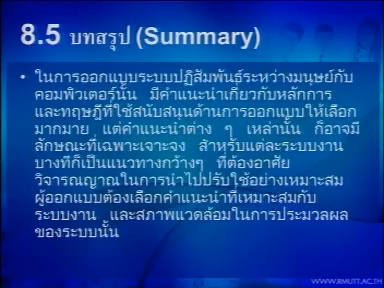 8.5 บทสรุป (Summary)
• ในการออกแบบระบบปฏิสัมพันธ์ระหว่างมนุษย์กับ
คอมพิวเตอร์นั้น มีคำแนะนำเกี่ยวกับหลักการ
และทฤษฎีที่ใช้สนับสนุนด้านการออกแบบให้เลือก
มากมาย แต่คำแนะนำต่าง ๆ เหล่านั้น ก็อาจมี
ลักษณะที่เฉพาะเจาะจง สำหรับแต่ละระบบงาน
บางทีก็เป็นแนวทางกว้างๆ ที่ต้องอาศัย
วิจารณญาณในการนำไปปรับใช้อย่างเหมาะสม
ผู้ออกแบบต้องเลือกคำแนะนำที่เหมาะสมกับ
ระบบงาน และสภาพแวดล้อมในการประมวลผล
ของระบบนั้น
WWW.RMUTT.AC.TH